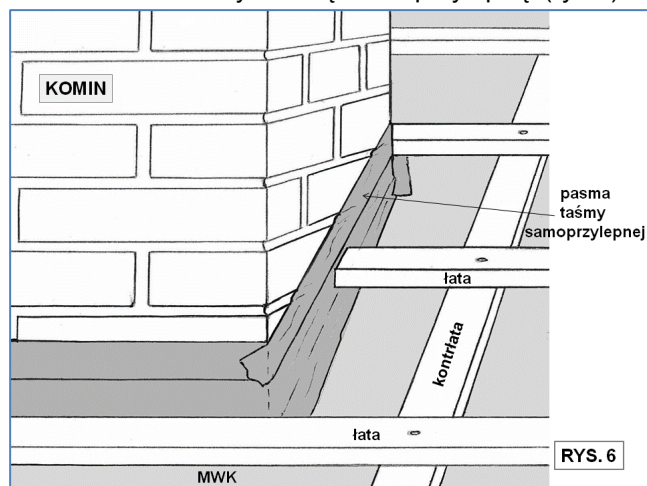 KOMIN
pasma
taśmy
samoprzylepnej
łata
kontrłata
łata
RYS. 6
MWK